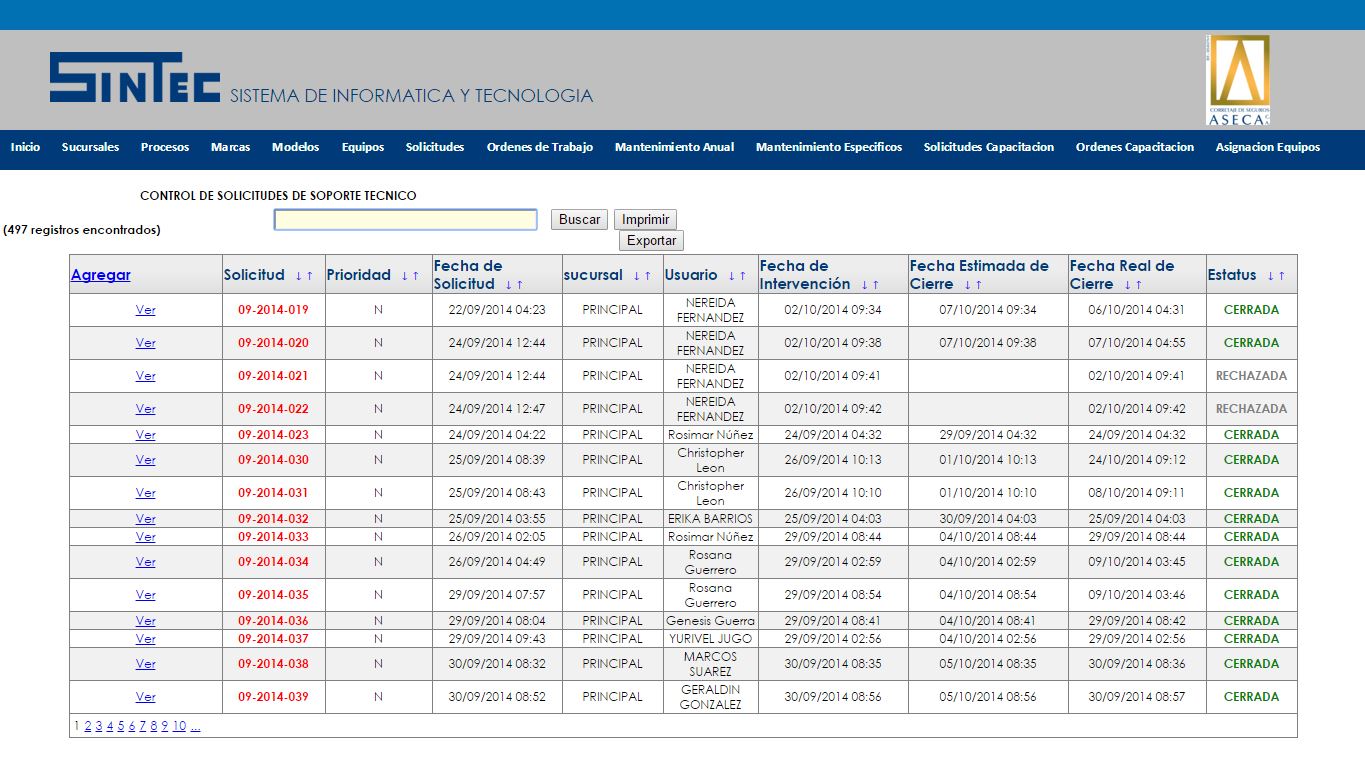 SINTEC SISTEMA DE INFORMATICA Y TECNOLOGIA
CORRETAJE DE SEGUROS
ASECA C.A.
Inicio Sucursales Procesos Marcas Modelos Equipos Solicitudes Ordenes de Trabajo Mantenimiento Anual Mantenimiento Especificos Solicitudes Capacitacion Ordenes Capacitacion Asignacion Equipos
CONTROL DE SOLICITUDES DE SOPORTE TECNICO
(497 registros encontrados) Buscar Imprimir
Exportar
Agregar Solicitud ↓↑ Prioridad ↓↑ Fecha de Solicitud ↓↑ sucursal ↓↑ Usuario ↓↑ Fecha de Intervención ↓↑ Fecha Estimada de Cierre ↓↑ Fecha Real de Cierre ↓↑ Estatus ↓↑
Ver 09-2014-019 N 22/09/2014 04:23 PRINCIPAL NEREIDA FERNANDEZ 02/10/2014 09:34 07/10/2014 09:34 06/10/2014 04:31 CERRADA
Ver 09-2014-020 N 24/09/2014 12:44 PRINCIPAL NEREIDA FERNANDEZ 02/10/2014 09:38 07/10/2014 09:38 07/10/2014 04:55 CERRADA
Ver 09-2014-021 N 24/09/2014 12:44 PRINCIPAL NEREIDA FERNANDEZ 02/10/2014 09:41 02/10/2014 09:41 RECHAZADA
Ver 09-2014-022 N 24/09/2014 12:47 PRINCIPAL NEREIDA FERNANDEZ 02/10/2014 09:42 02/10/2014 09:42 RECHAZADA
Ver 09-2014-023 N 24/09/2014 04:22 PRINCIPAL Rosimar Núñez 24/09/2014 04:32 29/09/2014 04:32 24/09/2014 04:32 CERRADA
Ver 09-2014-030 N 25/09/2014 08:39 PRINCIPAL Christopher Leon 26/09/2014 10:13 01/10/2014 10:13 24/10/2014 09:12 CERRADA
Ver 09-2014-031 N 25/09/2014 08:43 PRINCIPAL Christopher Leon 26/09/2014 10:10 01/10/2014 10:10 08/10/2014 09:11 CERRADA
Ver 09-2014-032 N 25/09/2014 03:55 PRINCIPAL ERIKA BARRIOS 25/09/2014 04:03 30/09/2014 04:03 25/09/2014 04:03 CERRADA
Ver 09-2014-033 N 26/09/2014 02:05 PRINCIPAL Rosimar Núñez 29/09/2014 08:44 04/10/2014 08:44 29/09/2014 08:44 CERRADA
Ver 09-2014-034 N 26/09/2014 04:49 PRINCIPAL Rosana Guerrero 29/09/2014 02:59 04/10/2014 02:59 09/10/2014 03:45 CERRADA
Ver 09-2014-035 N 29/09/2014 07:57 PRINCIPAL Rosana Guerrero 29/09/2014 08:54 04/10/2014 08:54 09/10/2014 03:46 CERRADA
Ver 09-2014-036 N 29/09/2014 08:04 PRINCIPAL Genesis Guerra 29/09/2014 08:41 04/10/2014 08:41 29/09/2014 08:42 CERRADA
Ver 09-2014-037 N 29/09/2014 09:43 PRINCIPAL YURIVEL JUGO 29/09/2014 02:56 04/10/2014 02:56 29/09/2014 02:56 CERRADA
Ver 09-2014-038 N 30/09/2014 08:32 PRINCIPAL MARCOS SUAREZ 30/09/2014 08:35 05/10/2014 08:35 30/09/2014 08:36 CERRADA
Ver 09-2014-039 N 30/09/2014 08:52 PRINCIPAL GERALDIN GONZALEZ 30/09/2014 08:56 05/10/2014 08:56 30/09/2014 08:57 CERRADA
1 2 3 4 5 6 7 8 9 10 ...